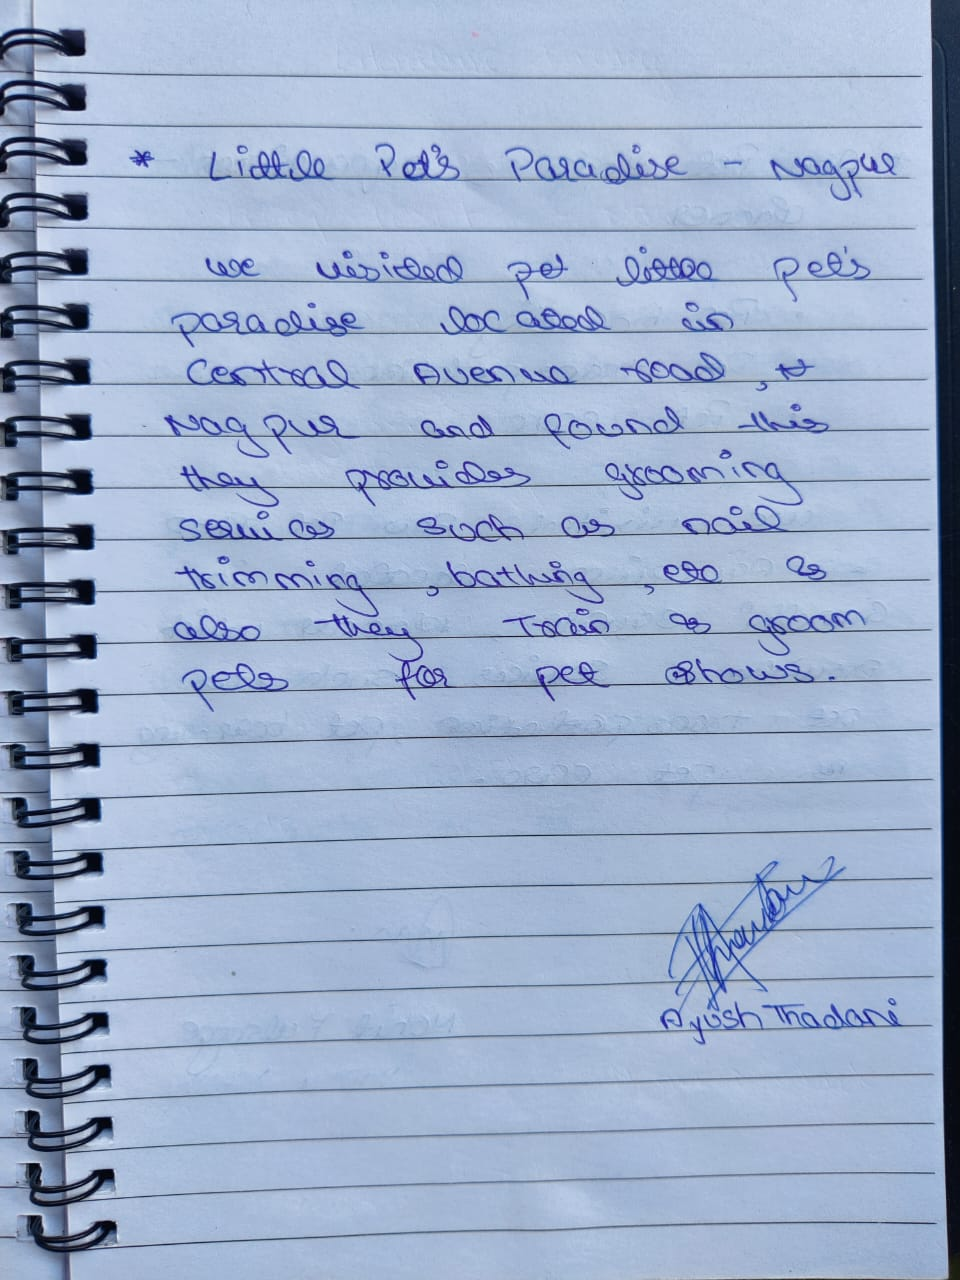 * Little Pet's Paradise - Nagpur
we visited pet little pet's
paradise located in
Central Avenue road,
Nagpur and found this
they provides grooming
services such as nail
trimming, bathing, etc &
also they Train & groom
pets for pet shows.
Ayush Thadani